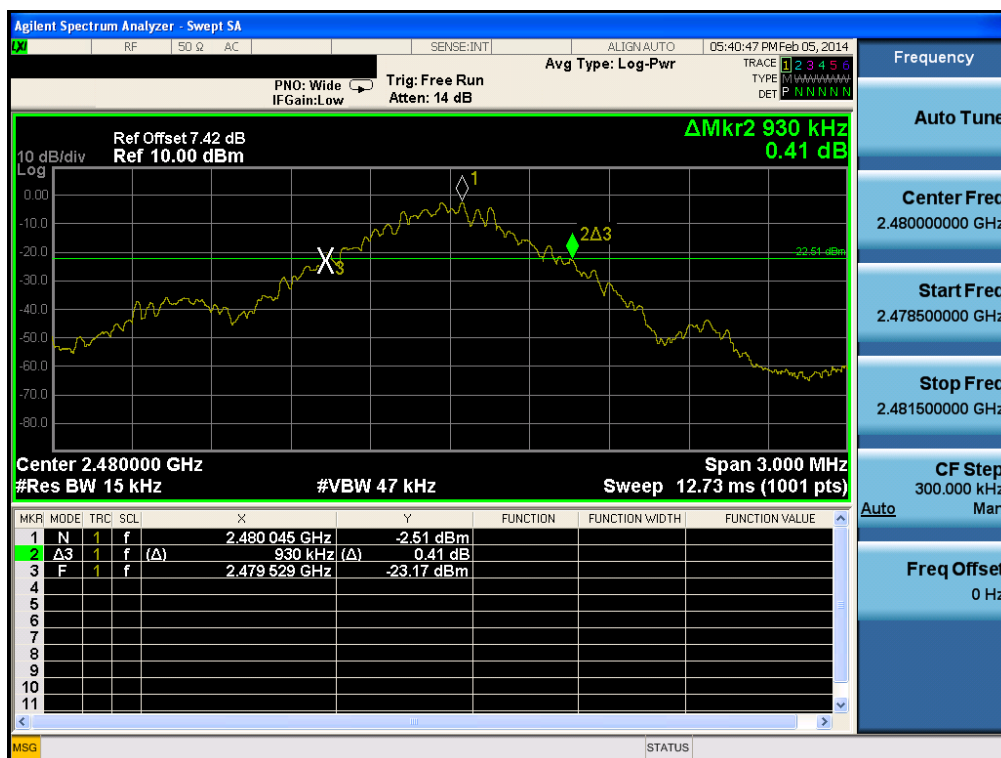 Agilent Spectrum Analyzer - Swept SA
LXI RF 50 Ω AC SENSE:INT ALIGN AUTO 05:40:47 PM Feb 05, 2014
Avg Type: Log-Pwr
TRACE 1 2 3 4 5 6
PNO: Wide Trig: Free Run
TYPE M WWWWW
IFGain:Low Atten: 14 dB
DET P N N N N N
ΔMkr2 930 kHz
0.41 dB
Ref Offset 7.42 dB
10 dB/div Ref 10.00 dBm
Log
0.00
-10.0
-20.0
-30.0
-40.0
-50.0
-60.0
-70.0
-80.0
1
2Δ3
3
-22.51 dBm
Center 2.480000 GHz Span 3.000 MHz
#Res BW 15 kHz #VBW 47 kHz Sweep 12.73 ms (1001 pts)
MKR MODE TRC SCL X Y FUNCTION FUNCTION WIDTH FUNCTION VALUE
1 N 1 f 2.480 045 GHz -2.51 dBm
2 Δ3 1 f (Δ) 930 kHz (Δ) 0.41 dB
3 F 1 f 2.479 529 GHz -23.17 dBm
4
5
6
7
8
9
10
11
MSG STATUS
Frequency
Auto Tune
Center Freq
2.480000000 GHz
Start Freq
2.478500000 GHz
Stop Freq
2.481500000 GHz
CF Step
300.000 kHz
Auto Man
Freq Offset
0 Hz